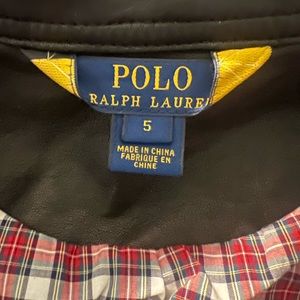 POLO
RALPH LAURE
5
MADE IN CHINA
FABRIQUE EN
CHINE